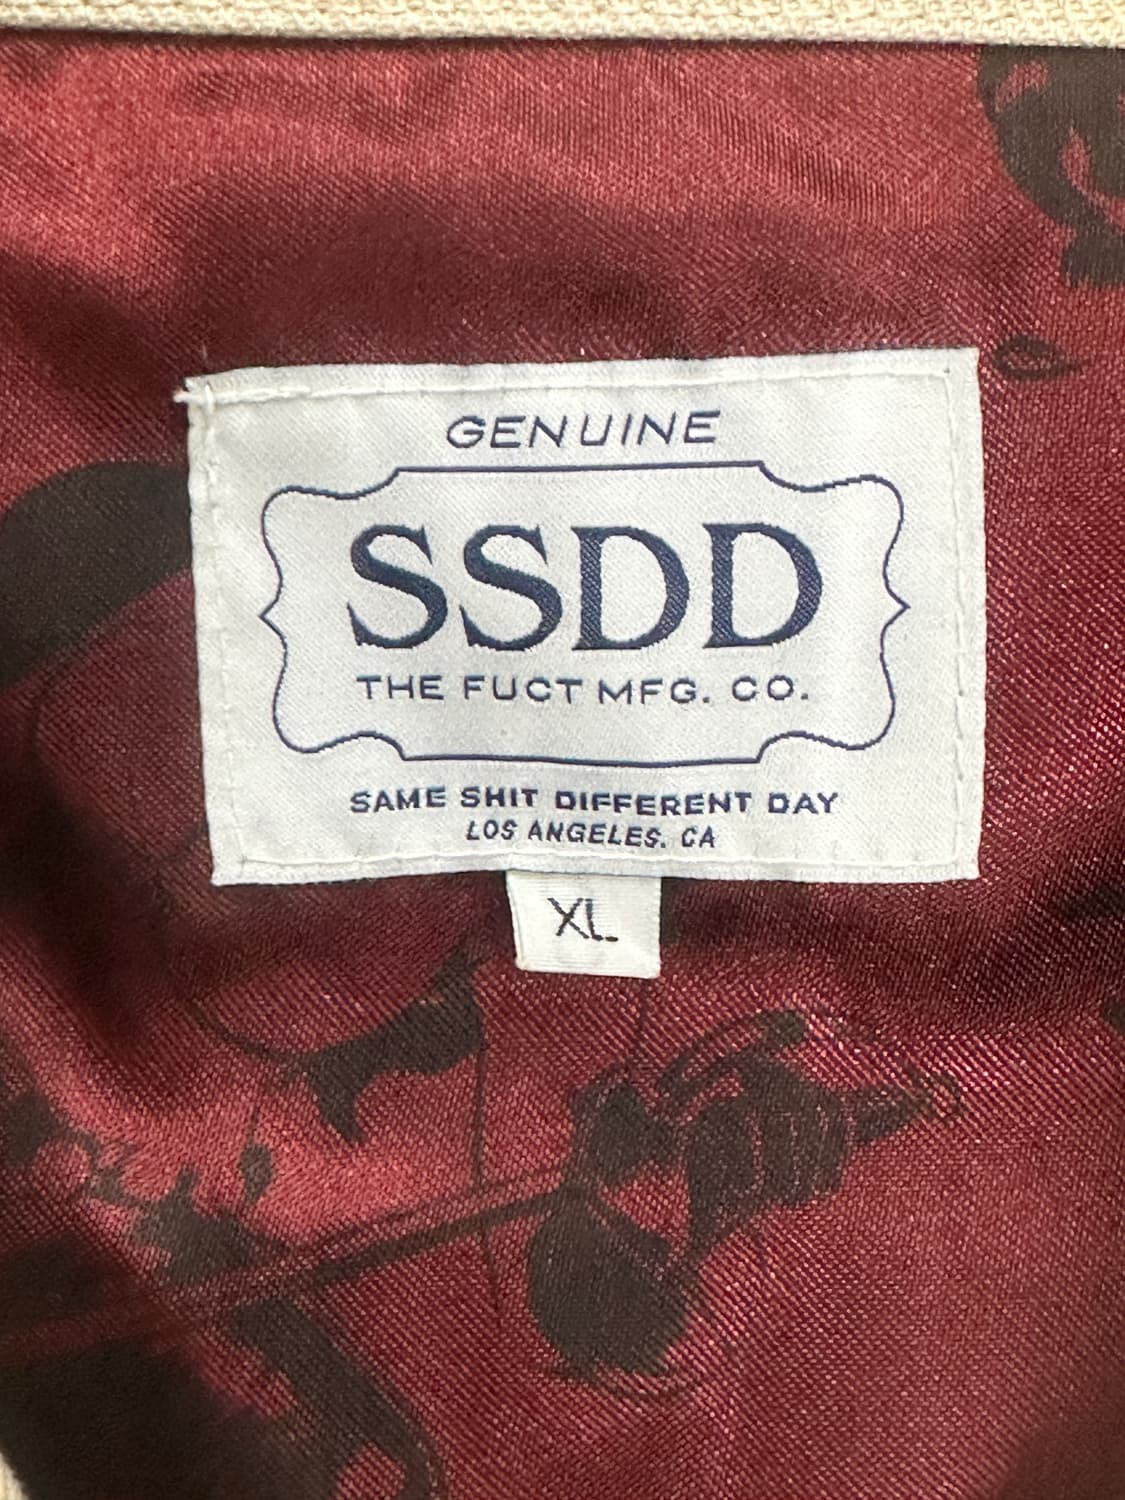 GENUINE
SSDD
THE FUCT MFG. CO.
SAME SHIT DIFFERENT DAY
LOS ANGELES. CA
XL